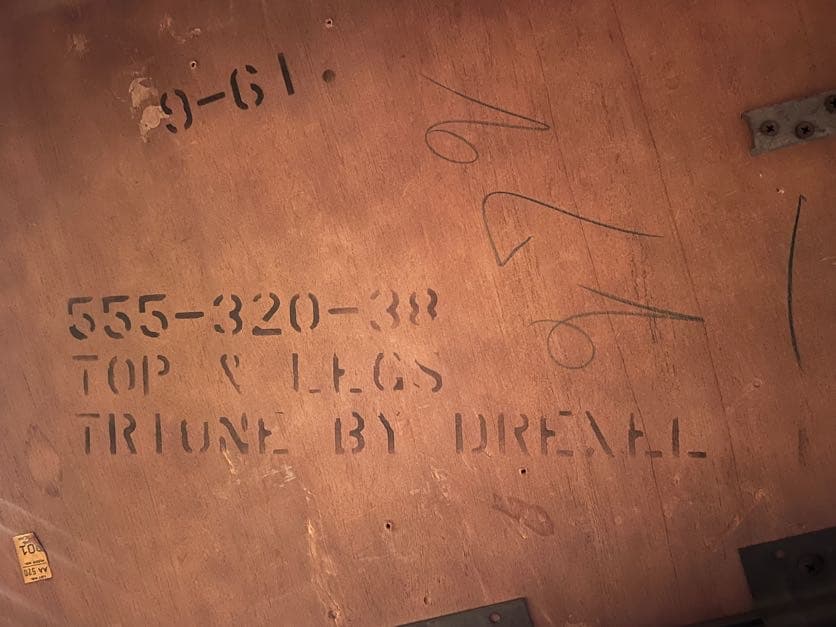 9-61
555-320-38
TOP & LEGS
TRIUNE BY DREXEL